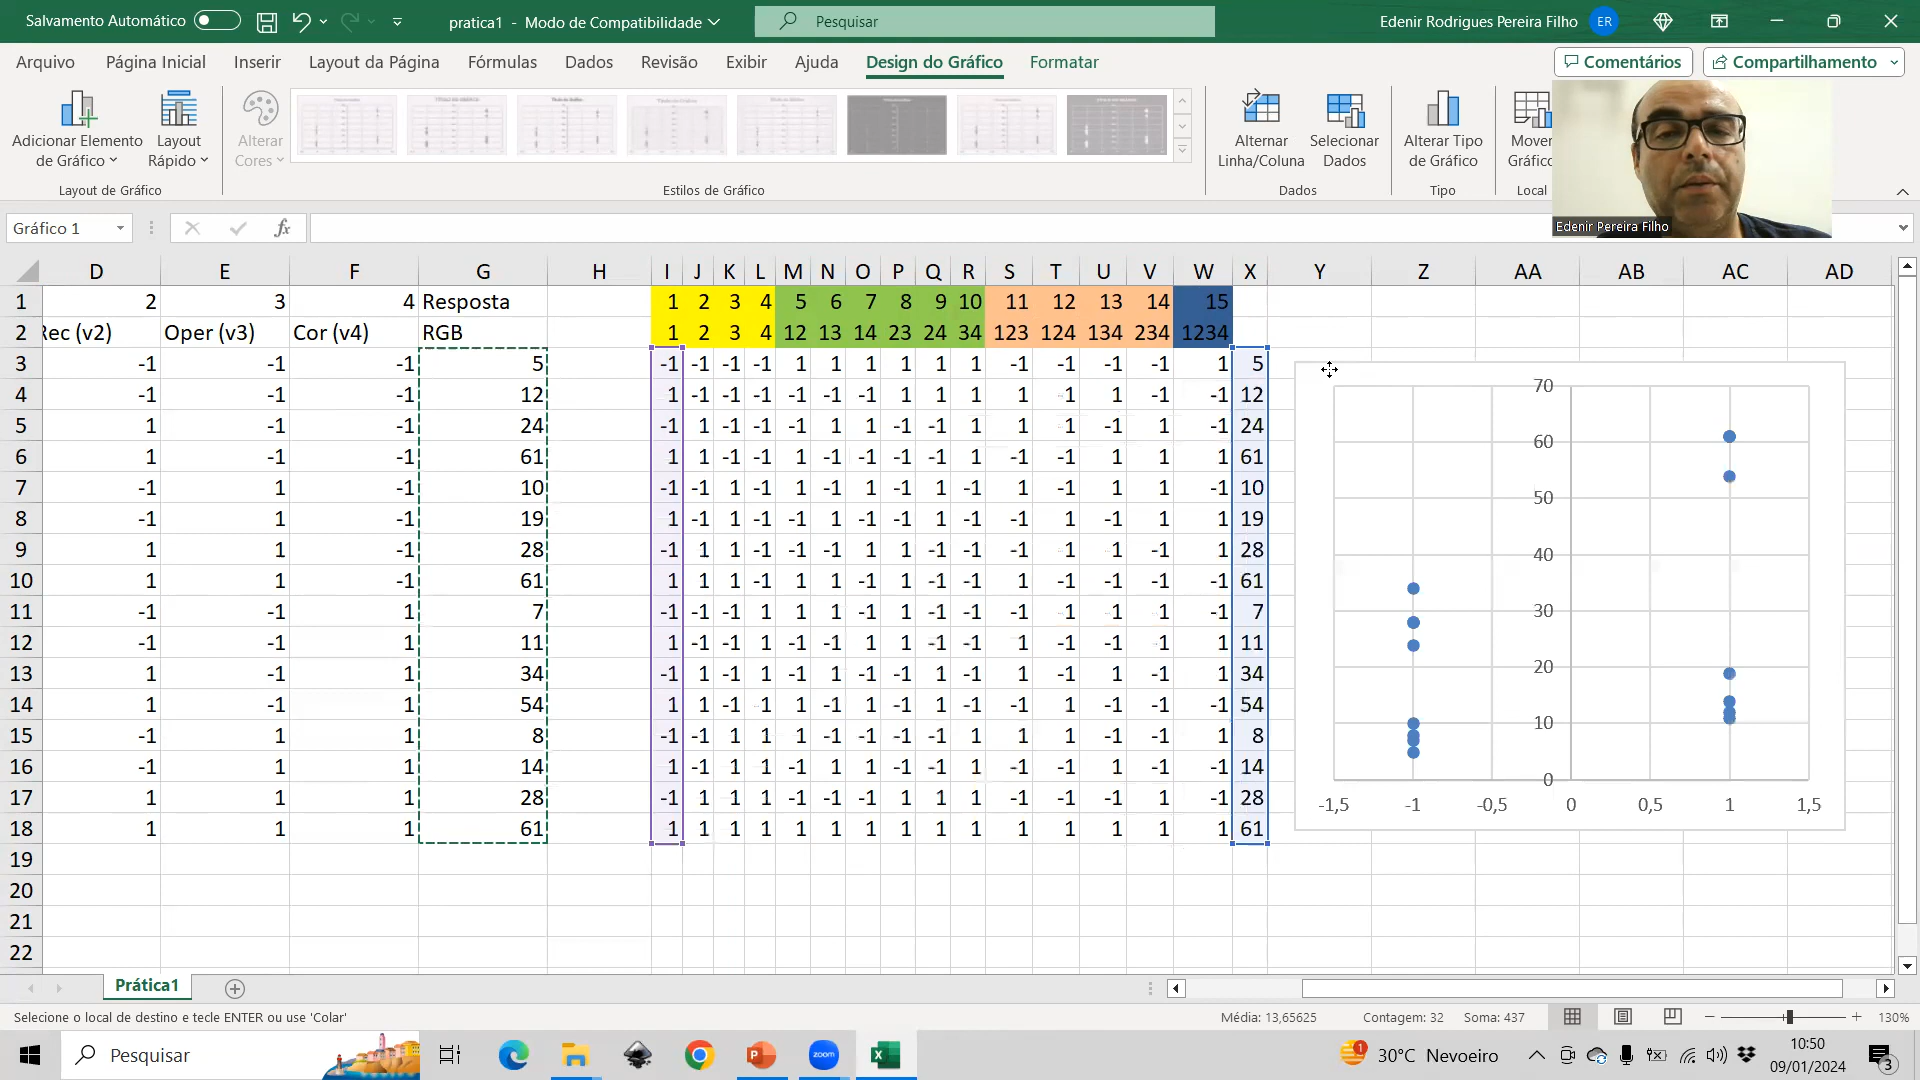 Salvamento Automático
pratica1 - Modo de Compatibilidade
Pesquisar
Edenir Rodrigues Pereira Filho
ER
Arquivo Página Inicial Inserir Layout da Página Fórmulas Dados Revisão Exibir Ajuda Design do Gráfico Formatar
Comentários
Compartilhamento
Adicionar Elemento de Gráfico
Layout Rápido
Alterar Cores
Alternar Linha/Coluna
Selecionar Dados
Alterar Tipo de Gráfico
Mover Gráfico
Layout de Gráfico
Estilos de Gráfico
Dados
Tipo
Local
Edenir Pereira Filho
Gráfico 1
fx
D E F G H I J K L M N O P Q R S T U V W X Y Z AA AB AC AD
1 2 3 4 Resposta 1 2 3 4 5 6 7 8 9 10 11 12 13 14 15
2 Rec (v2) Oper (v3) Cor (v4) RGB 1 2 3 4 12 13 14 23 24 34 123 124 134 234 1234
3 -1 -1 -1 5 -1 -1 -1 -1 1 1 1 1 1 1 -1 -1 -1 -1 1 5
4 -1 -1 -1 12 1 -1 -1 -1 -1 -1 -1 1 1 1 1 1 1 -1 -1 12
5 1 -1 -1 24 -1 1 -1 -1 -1 1 1 -1 -1 1 1 1 -1 1 -1 24
6 1 -1 -1 61 1 1 -1 -1 1 -1 -1 -1 -1 1 -1 -1 1 1 1 61
7 -1 1 -1 10 -1 -1 1 -1 1 -1 1 -1 1 -1 1 -1 1 1 -1 10
8 -1 1 -1 19 1 -1 1 -1 -1 1 -1 -1 1 -1 -1 1 -1 1 1 19
9 1 1 -1 28 -1 1 1 -1 -1 -1 1 1 -1 -1 -1 1 1 -1 1 28
10 1 1 -1 61 1 1 1 -1 1 1 -1 1 -1 -1 1 -1 -1 -1 -1 61
11 -1 -1 1 7 -1 -1 -1 1 1 1 -1 1 -1 -1 -1 1 1 1 -1 7
12 -1 -1 1 11 1 -1 -1 1 -1 -1 1 1 -1 -1 1 -1 -1 1 1 11
13 1 -1 1 34 -1 1 -1 1 -1 1 -1 -1 1 -1 1 -1 1 -1 1 34
14 1 -1 1 54 1 1 -1 1 1 -1 1 -1 1 -1 -1 1 -1 -1 -1 54
15 -1 1 1 8 -1 -1 1 1 1 -1 -1 -1 -1 1 1 1 -1 -1 1 8
16 -1 1 1 14 1 -1 1 1 -1 1 1 -1 -1 1 -1 -1 1 -1 -1 14
17 1 1 1 28 -1 1 1 1 -1 -1 -1 1 1 1 -1 -1 -1 1 -1 28
18 1 1 1 61 1 1 1 1 1 1 1 1 1 1 1 1 1 1 1 61
19
20
21
22
70
60
50
40
30
20
10
0
-1,5 -1 -0,5 0 0,5 1 1,5
Prática1
Selecione o local de destino e tecle ENTER ou use 'Colar'
Média: 13,65625 Contagem: 32 Soma: 437
130%
Pesquisar
zoom
1
30°C Nevoeiro
10:50
09/01/2024
3